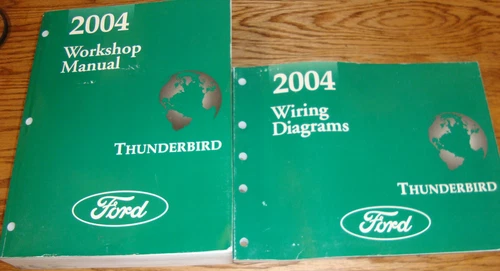 2004
Workshop
Manual
THUNDERBIRD
Ford
2004
Wiring
Diagrams
THUNDERBIRD
Ford